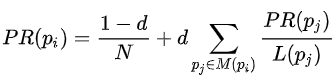 PR(p_i) = \frac{1-d}{N} + d \sum_{p_j \in M(p_i)} \frac{PR(p_j)}{L(p_j)}